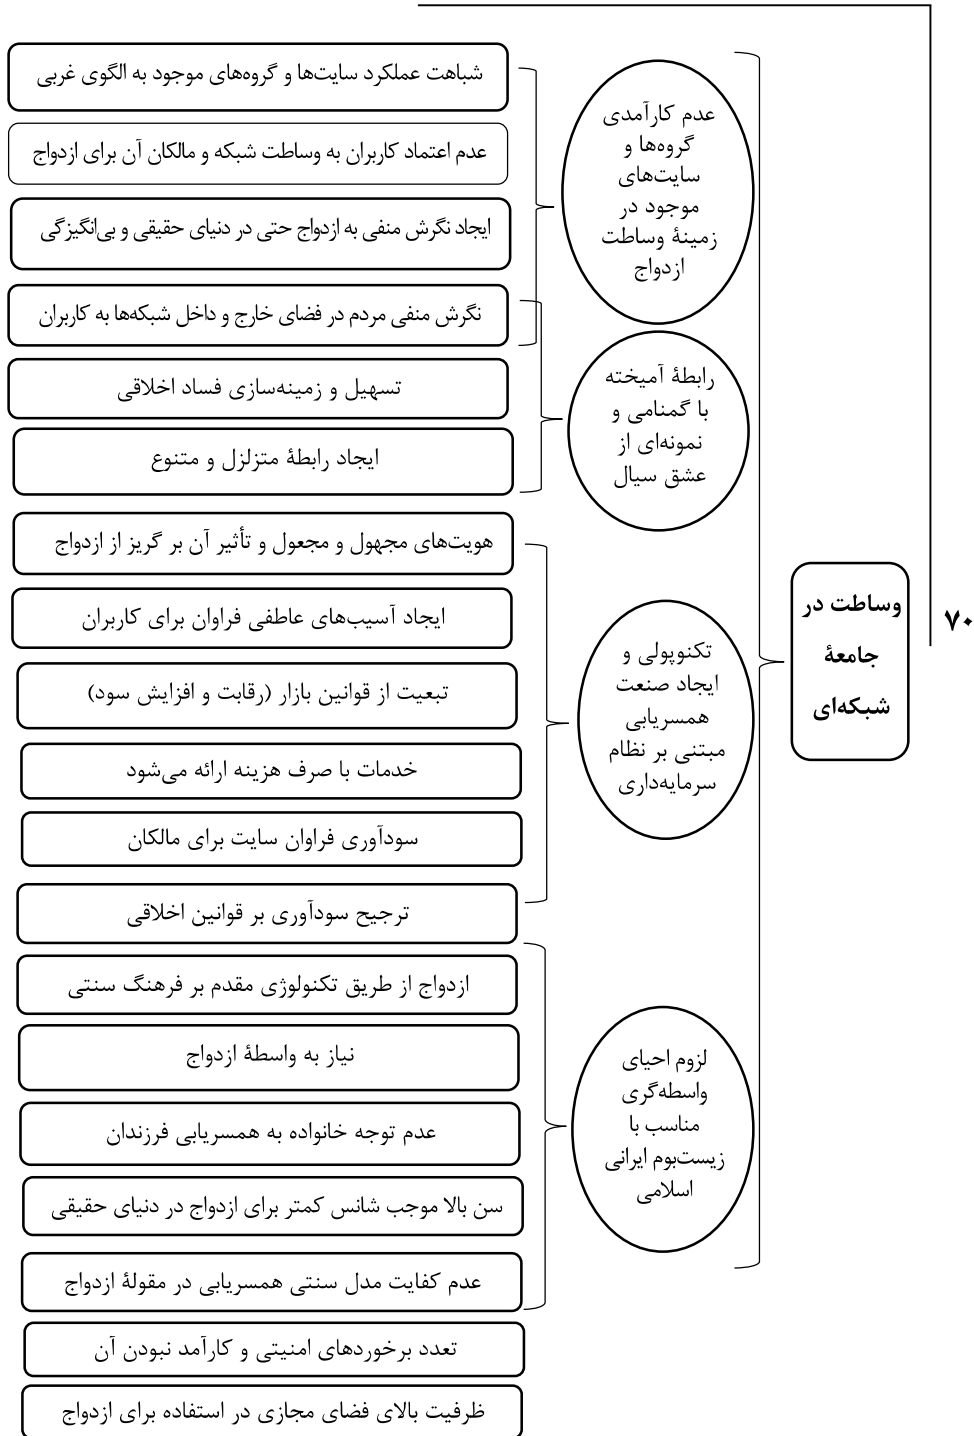 ۷۰
وساطت در
جامعهٔ
شبکه‌ای
عدم کارآمدی
گروه‌ها و
سایت‌های
موجود در
زمینهٔ وساطت
ازدواج
رابطهٔ آمیخته
با گمنامی و
نمونه‌ای از
عشق سیال
تکنوپولی و
ایجاد صنعت
همسریابی
مبتنی بر نظام
سرمایه‌داری
لزوم احیای
واسطه‌گری
مناسب با
زیست‌بوم ایرانی
اسلامی
شباهت عملکرد سایت‌ها و گروه‌های موجود به الگوی غربی
عدم اعتماد کاربران به وساطت شبکه و مالکان آن برای ازدواج
ایجاد نگرش منفی به ازدواج حتی در دنیای حقیقی و بی‌انگیزگی
نگرش منفی مردم در فضای خارج و داخل شبکه‌ها به کاربران
تسهیل و زمینه‌سازی فساد اخلاقی
ایجاد رابطهٔ متزلزل و متنوع
هویت‌های مجهول و مجعول و تأثیر آن بر گریز از ازدواج
ایجاد آسیب‌های عاطفی فراوان برای کاربران
تبعیت از قوانین بازار (رقابت و افزایش سود)
خدمات با صرف هزینه ارائه می‌شود
سودآوری فراوان سایت برای مالکان
ترجیح سودآوری بر قوانین اخلاقی
ازدواج از طریق تکنولوژی مقدم بر فرهنگ سنتی
نیاز به واسطهٔ ازدواج
عدم توجه خانواده به همسریابی فرزندان
سن بالا موجب شانس کمتر برای ازدواج در دنیای حقیقی
عدم کفایت مدل سنتی همسریابی در مقولهٔ ازدواج
تعدد برخوردهای امنیتی و کارآمد نبودن آن
ظرفیت بالای فضای مجازی در استفاده برای ازدواج